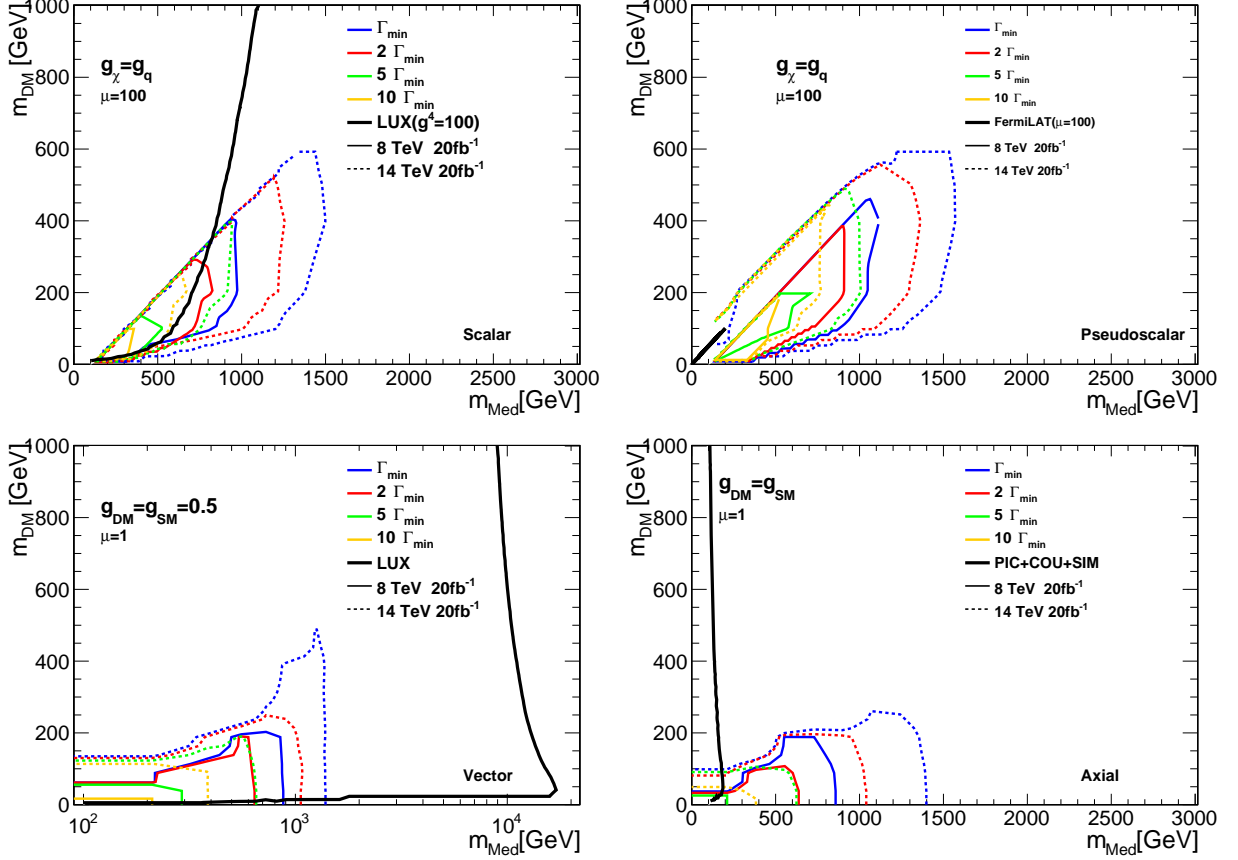 m_DM [GeV]
1000
800
600
400
200
0
g_χ=g_q
μ=100
Γ_min
2 Γ_min
5 Γ_min
10 Γ_min
LUX(g^4=100)
8 TeV 20fb^-1
14 TeV 20fb^-1
Scalar
0 500 1000 1500 2000 2500 3000
m_Med[GeV]
m_DM [GeV]
1000
800
600
400
200
0
g_χ=g_q
μ=100
Γ_min
2 Γ_min
5 Γ_min
10 Γ_min
FermiLAT(μ=100)
8 TeV 20fb^-1
14 TeV 20fb^-1
Pseudoscalar
0 500 1000 1500 2000 2500 3000
m_Med[GeV]
m_DM [GeV]
1000
800
600
400
200
0
g_DM=g_SM=0.5
μ=1
Γ_min
2 Γ_min
5 Γ_min
10 Γ_min
LUX
8 TeV 20fb^-1
14 TeV 20fb^-1
Vector
10^2 10^3 10^4
m_Med[GeV]
m_DM [GeV]
1000
800
600
400
200
0
g_DM=g_SM
μ=1
Γ_min
2 Γ_min
5 Γ_min
10 Γ_min
PIC+COU+SIM
8 TeV 20fb^-1
14 TeV 20fb^-1
Axial
0 500 1000 1500 2000 2500 3000
m_Med[GeV]